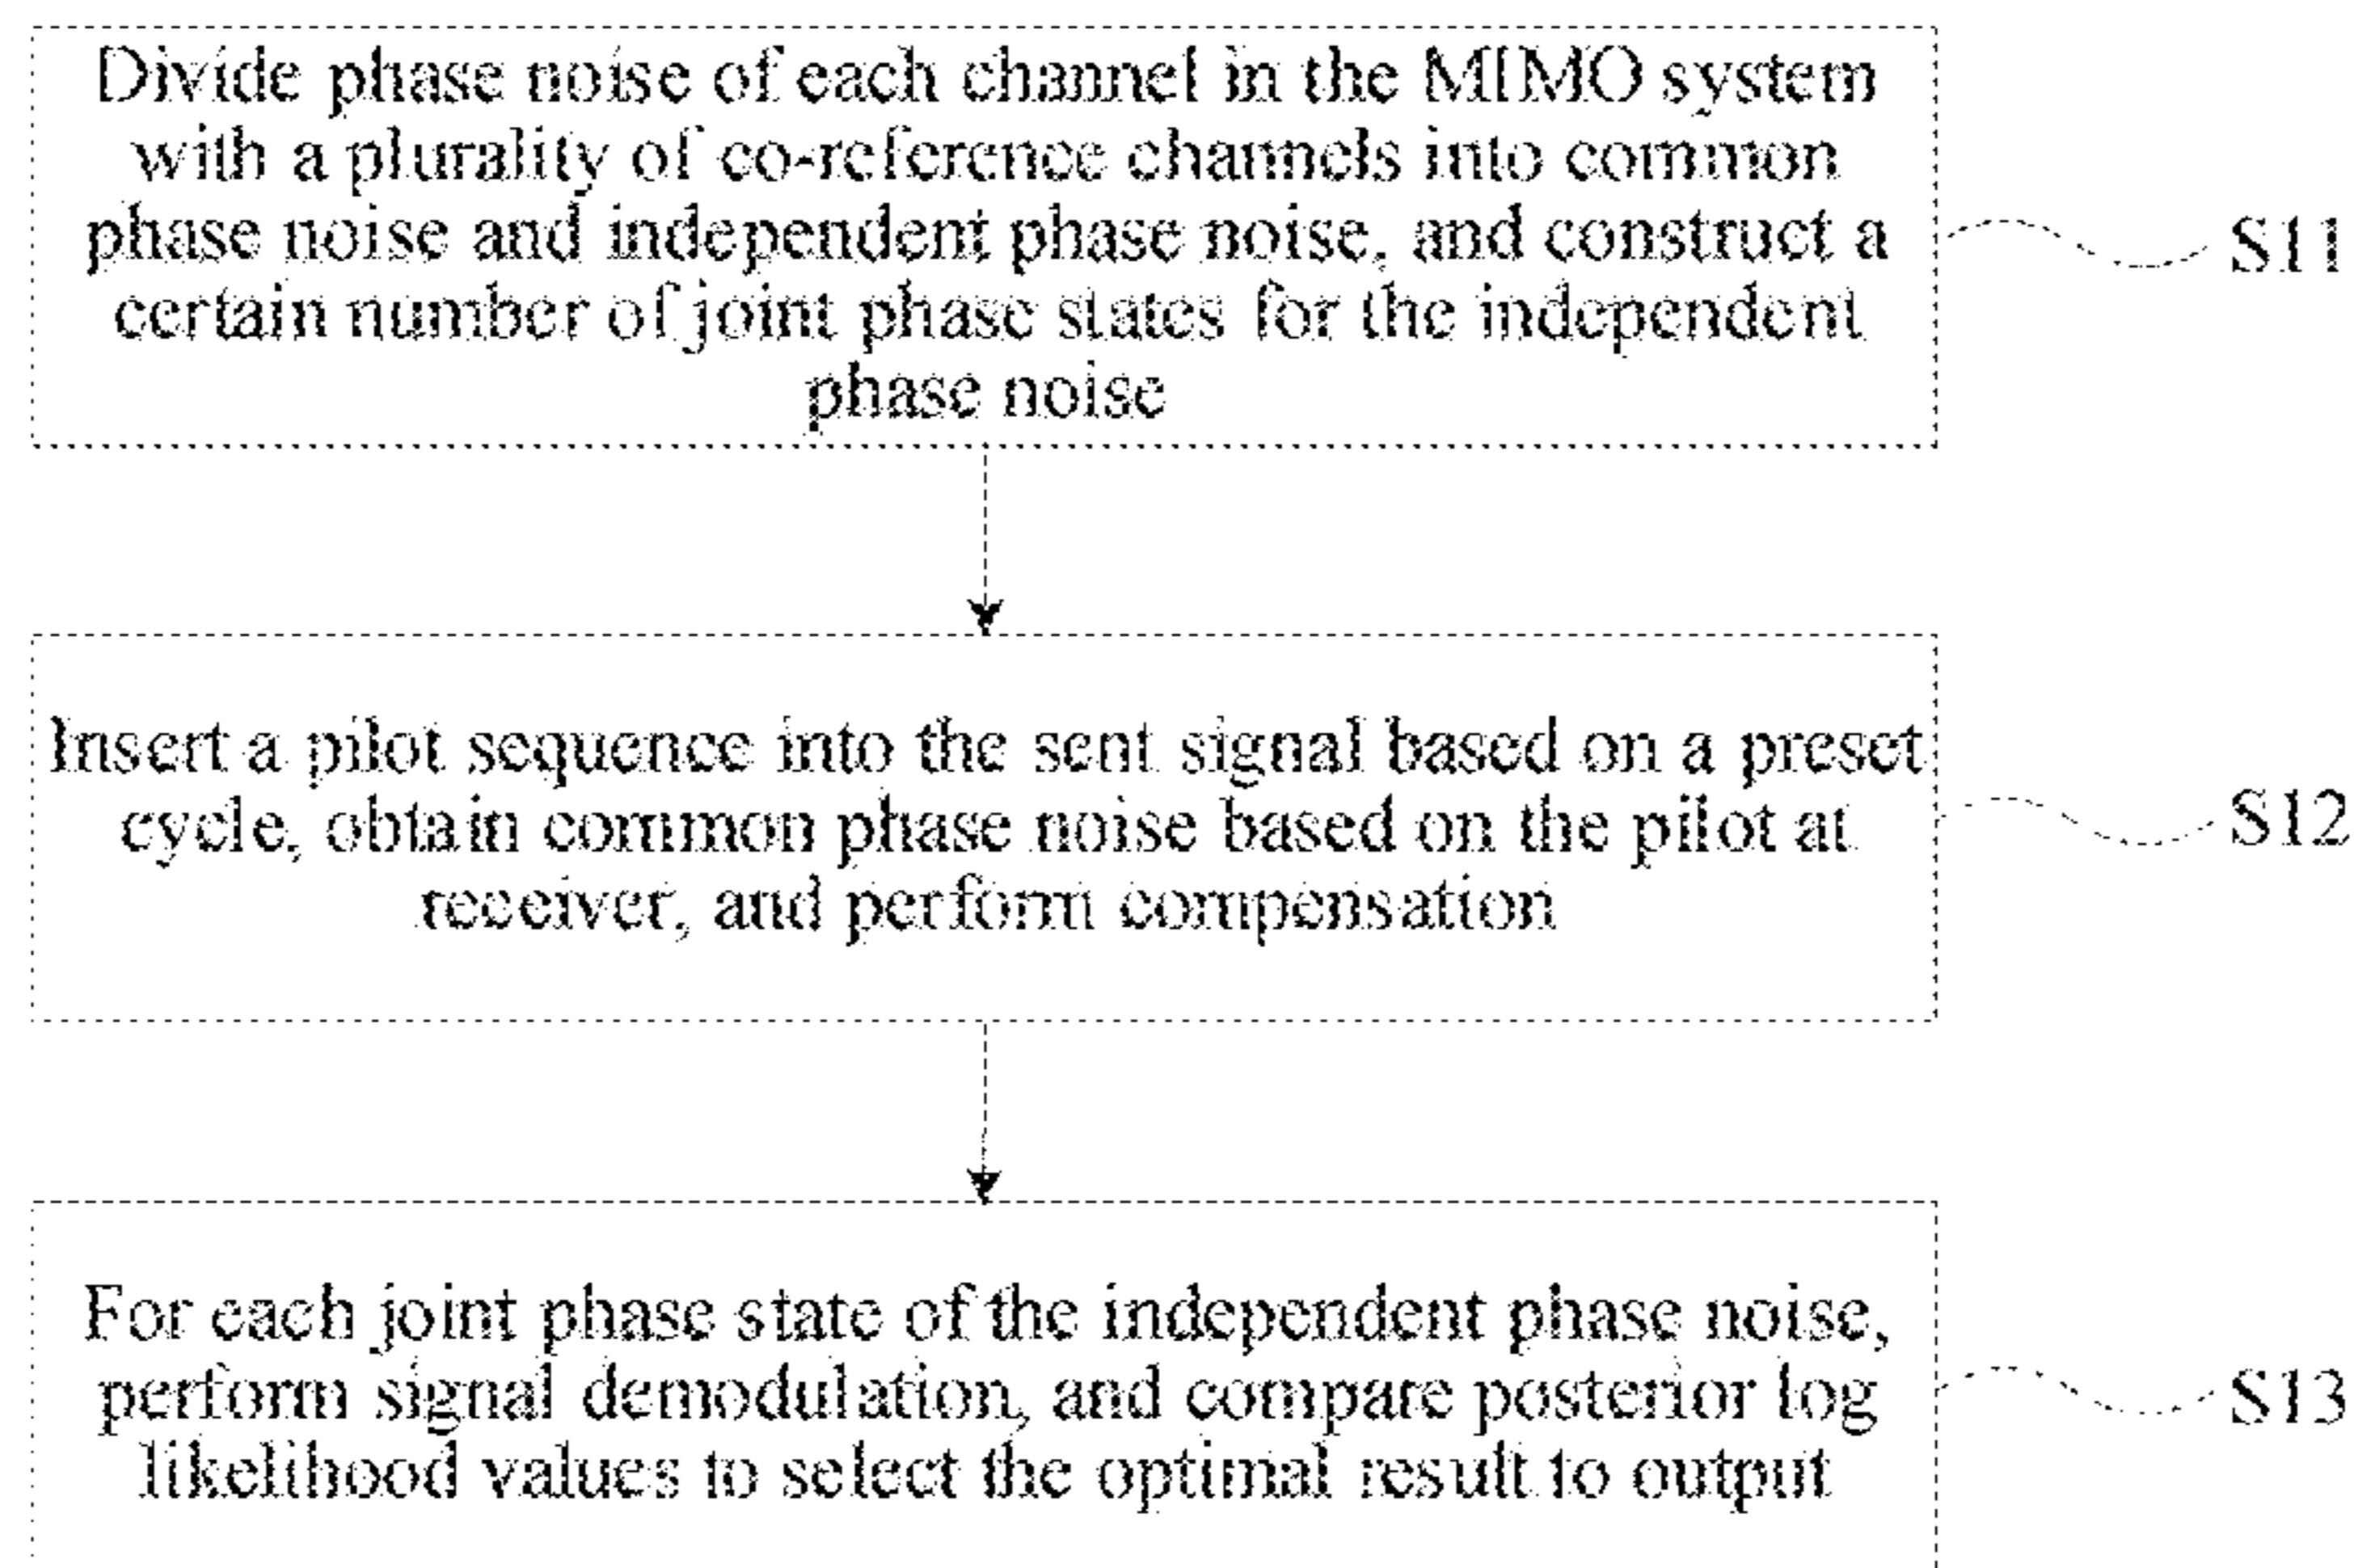 Divide phase noise of each channel in the MIMO system
with a plurality of co-reference channels into common
phase noise and independent phase noise, and construct a
certain number of joint phase states for the independent
phase noise
S11
Insert a pilot sequence into the sent signal based on a preset
cycle, obtain common phase noise based on the pilot at
receiver, and perform compensation
S12
For each joint phase state of the independent phase noise,
perform signal demodulation, and compare posterior log
likelihood values to select the optimal result to output
S13